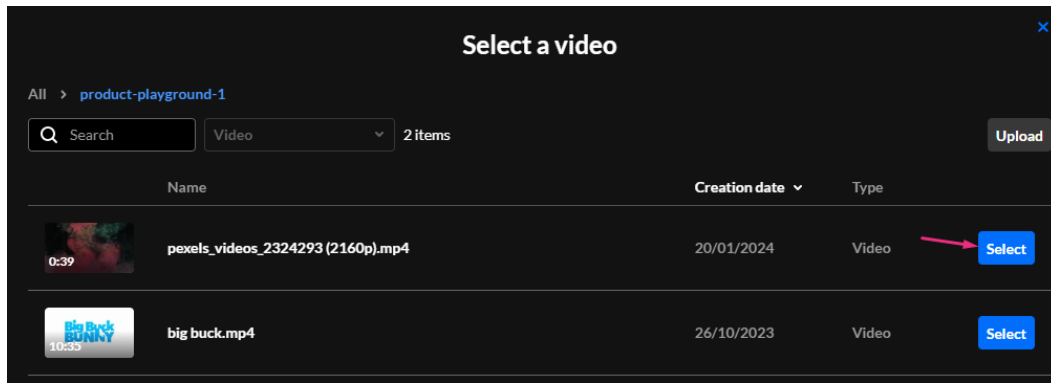 Select a video
All > product-playground-1
Search Video 2 items Upload
Name Creation date Type
0:39 pexels_videos_2324293 (2160p).mp4 20/01/2024 Video Select
Big Buck
BUNNY
10:35 big buck.mp4 26/10/2023 Video Select